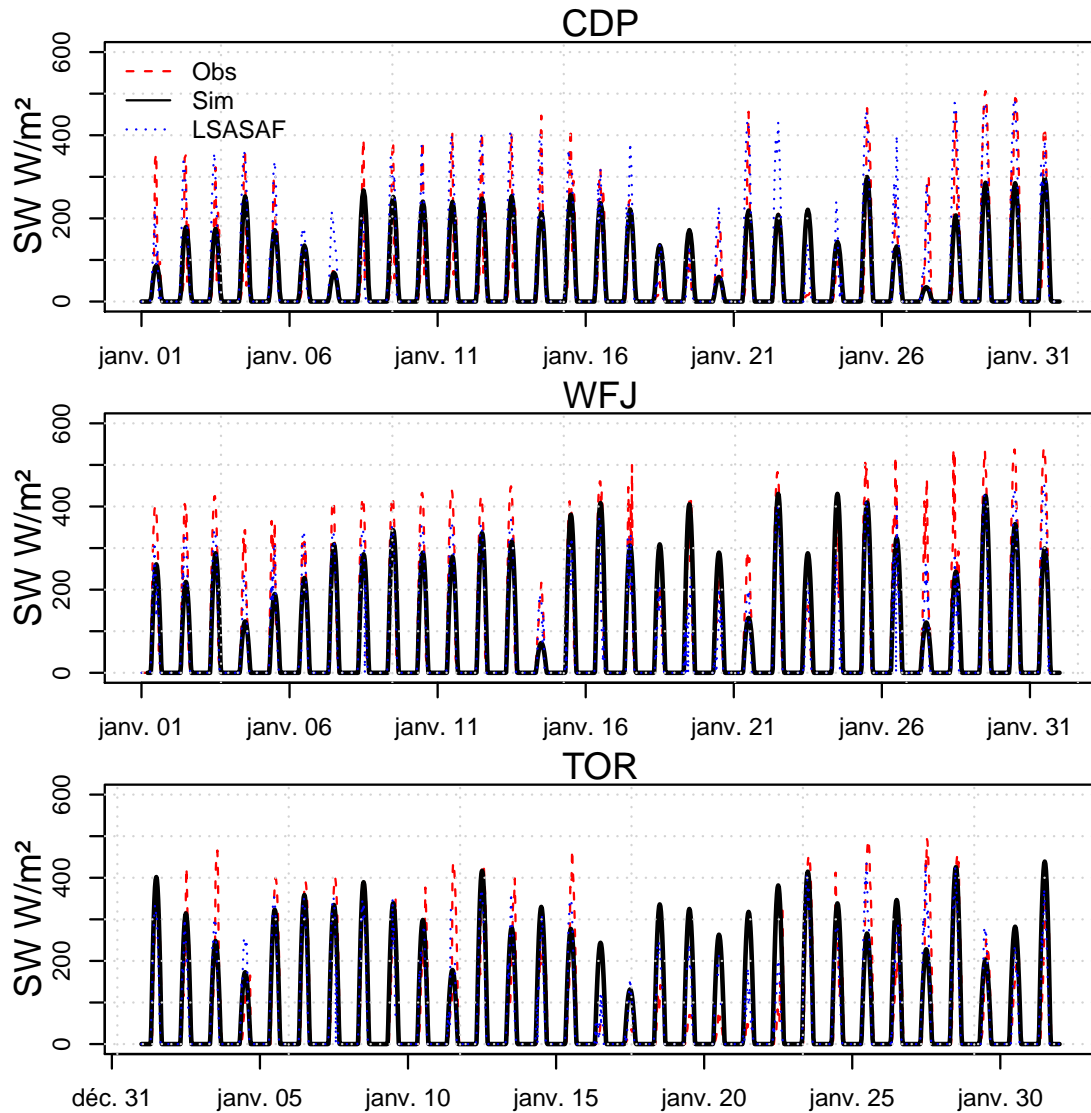 CDP
600
400
200
0
SW W/m²
Obs
Sim
LSASAF
janv. 01 janv. 06 janv. 11 janv. 16 janv. 21 janv. 26 janv. 31
WFJ
600
400
200
0
SW W/m²
janv. 01 janv. 06 janv. 11 janv. 16 janv. 21 janv. 26 janv. 31
TOR
600
400
200
0
SW W/m²
déc. 31 janv. 05 janv. 10 janv. 15 janv. 20 janv. 25 janv. 30